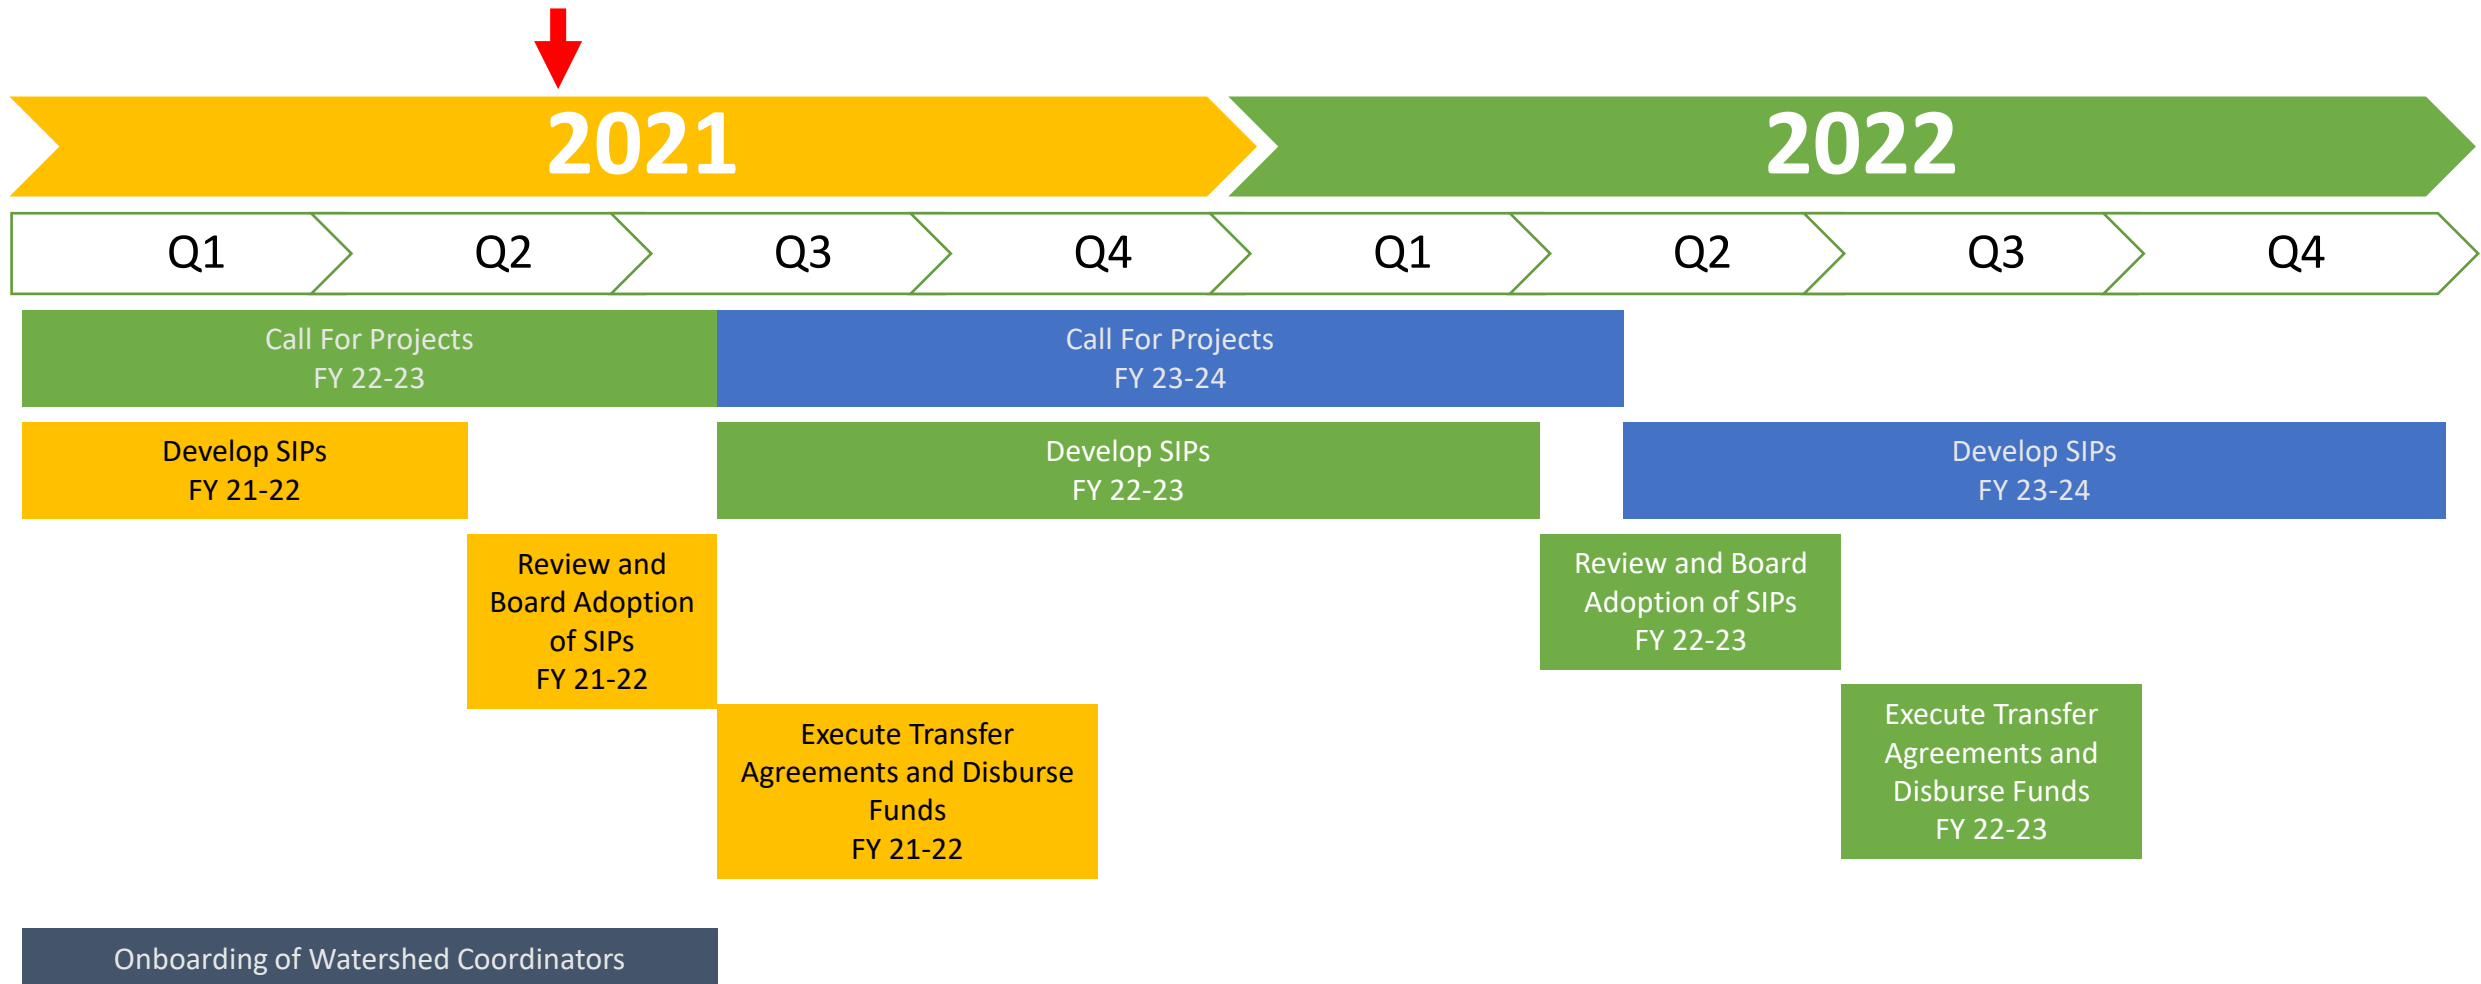 2021
2022
Q1
Q2
Q3
Q4
Q1
Q2
Q3
Q4
Call For Projects
FY 22-23
Call For Projects
FY 23-24
Develop SIPs
FY 21-22
Develop SIPs
FY 22-23
Develop SIPs
FY 23-24
Review and
Board Adoption
of SIPs
FY 21-22
Review and Board
Adoption of SIPs
FY 22-23
Execute Transfer
Agreements and Disburse
Funds
FY 21-22
Execute Transfer
Agreements and
Disburse Funds
FY 22-23
Onboarding of Watershed Coordinators